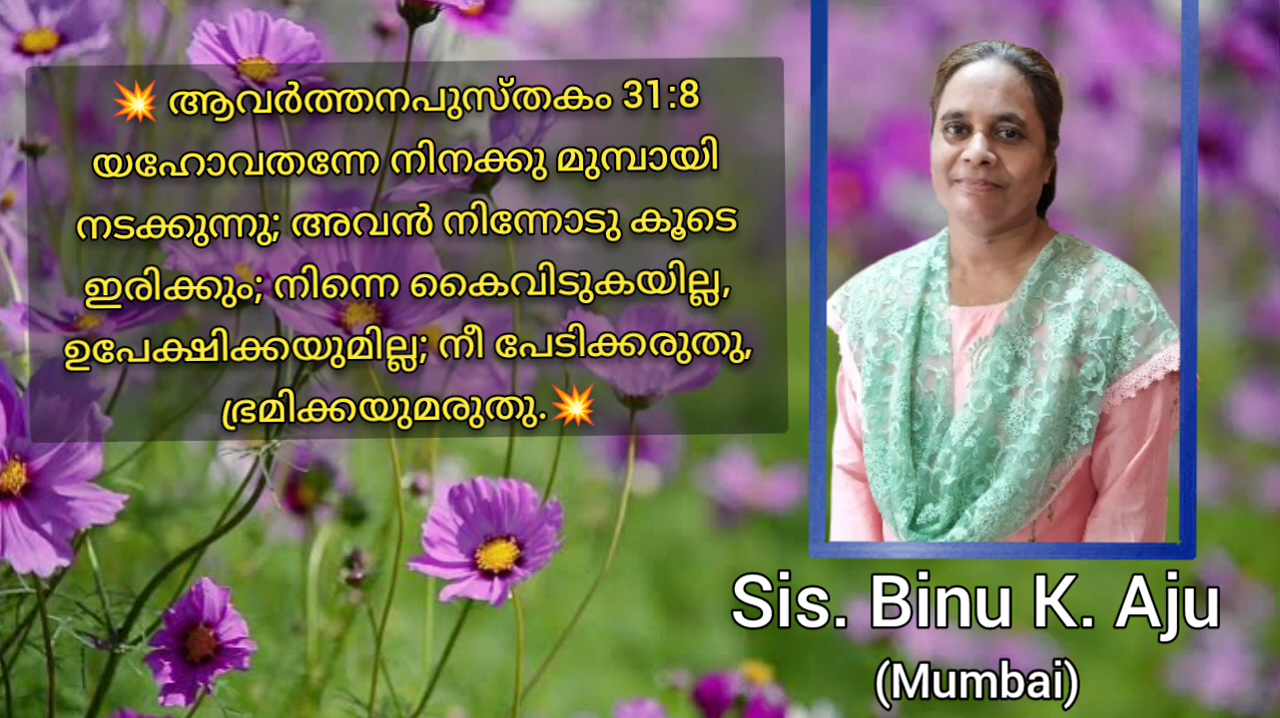 💥 ആവർത്തനപുസ്തകം 31:8
യഹോവതന്നേ നിനക്കു മുമ്പായി
നടക്കുന്നു; അവൻ നിന്നോടു കൂടെ
ഇരിക്കും; നിന്നെ കൈവിടുകയില്ല,
ഉപേക്ഷിക്കയുമില്ല; നീ പേടിക്കരുതു,
ഭ്രമിക്കയുമരുതു.💥
Sis. Binu K. Aju
(Mumbai)